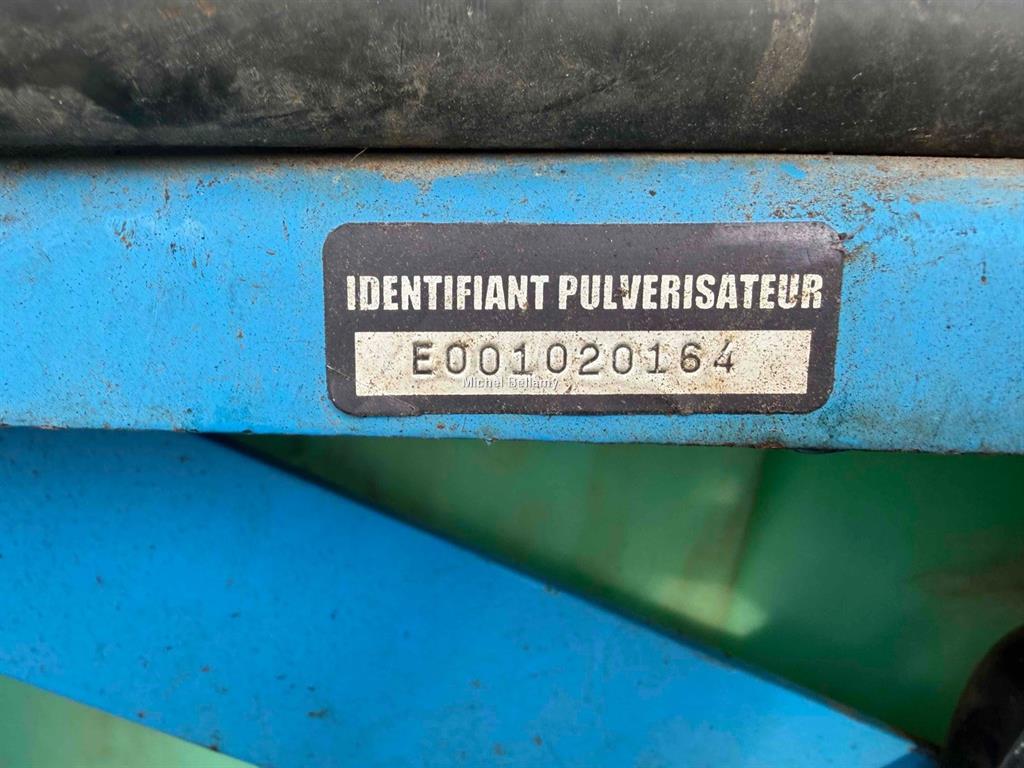 IDENTIFIANT PULVERISATEUR
E001020164
Michel Bellamy